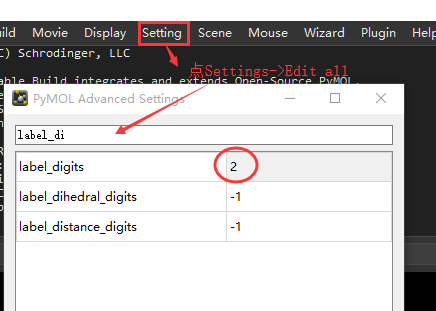 ild Movie Display Setting Scene Mouse Wizard Plugin Help
C) Schrodinger, LLC
点Settings->Edit all
able Build integrates and extends Open-Source PyMOL.
PyMOL Advanced Settings
label_di
label_digits 2
label_dihedral_digits -1
label_distance_digits -1